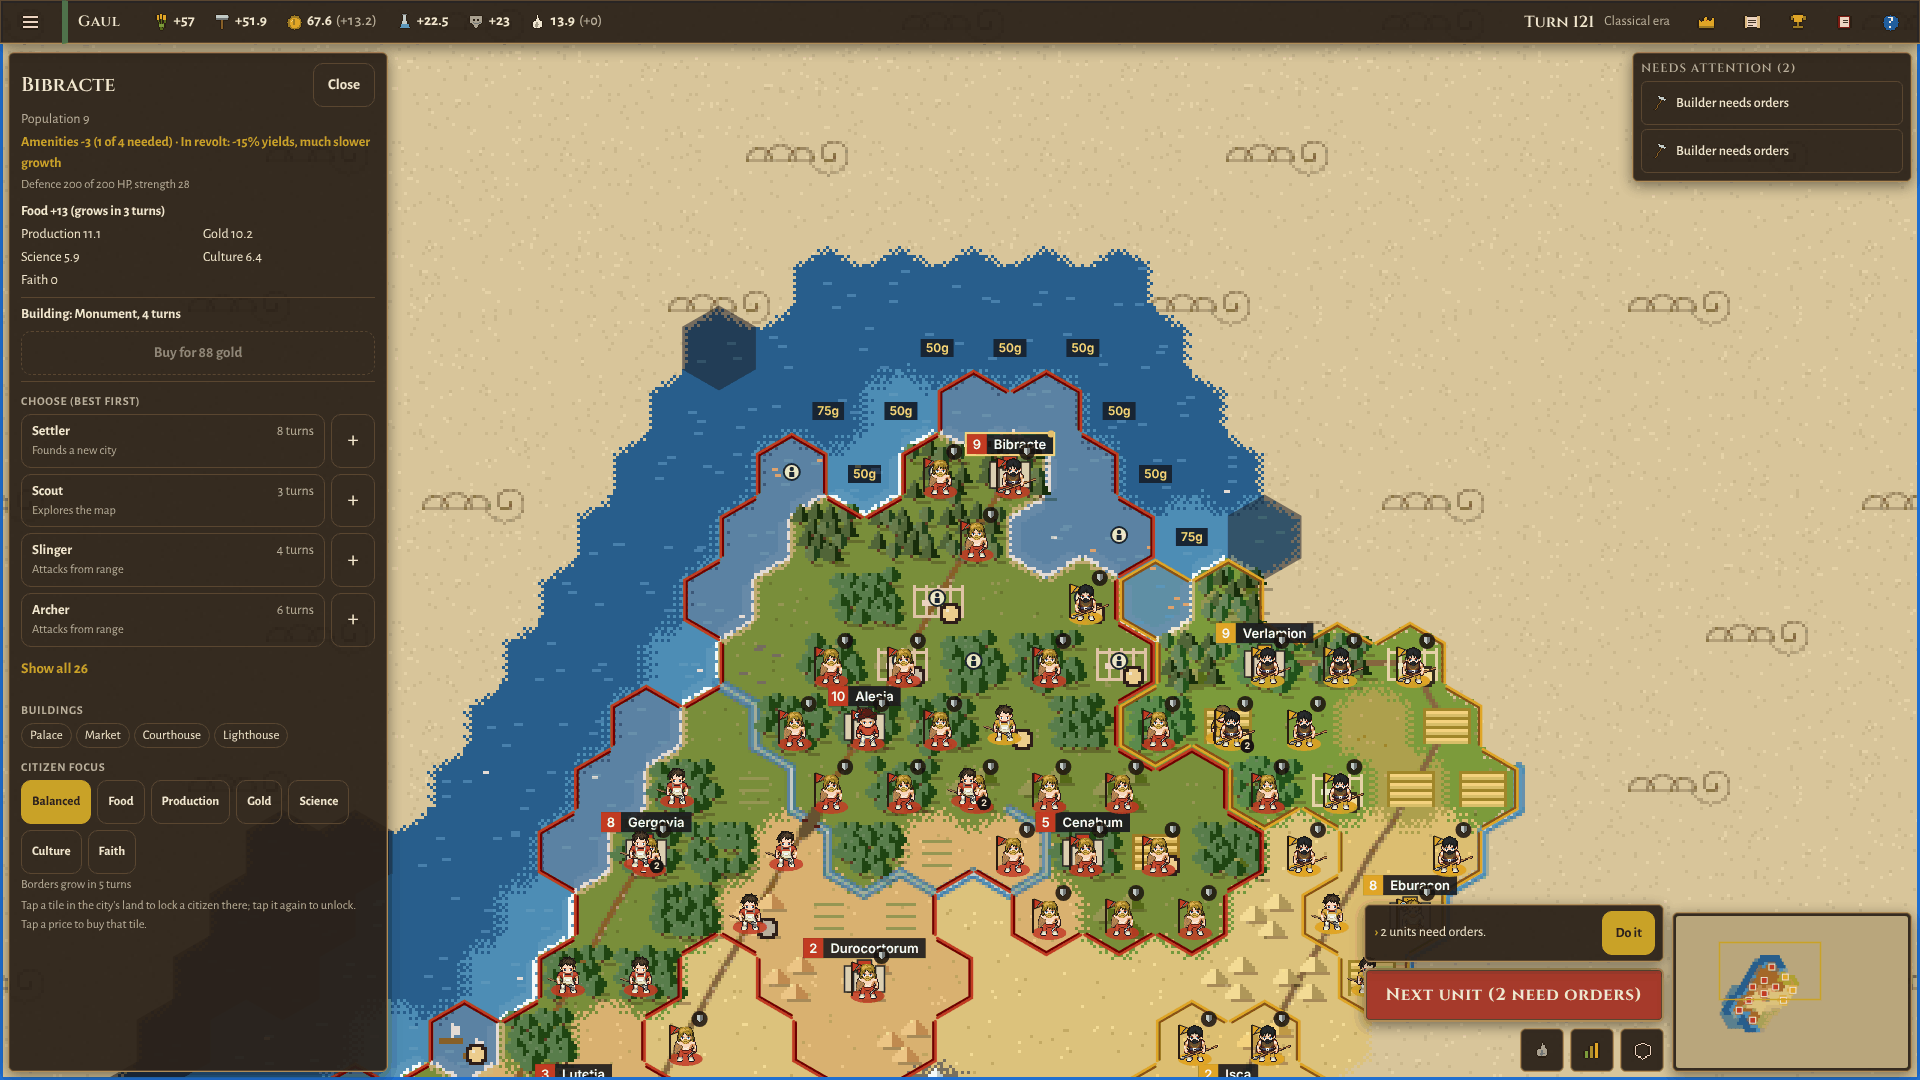 GAUL +57 +51.9 67.6 (+13.2) +22.5 +23 13.9 (+0) TURN 121 Classical era
BIBRACTE
Close
Population 9
Amenities -3 (1 of 4 needed) · In revolt: -15% yields, much slower
growth
Defence 200 of 200 HP, strength 28
Food +13 (grows in 3 turns)
Production 11.1 Gold 10.2
Science 5.9 Culture 6.4
Faith 0
Building: Monument, 4 turns
Buy for 88 gold
CHOOSE (BEST FIRST)
Settler 8 turns
Founds a new city
+
Scout 3 turns
Explores the map
+
Slinger 4 turns
Attacks from range
+
Archer 6 turns
Attacks from range
+
Show all 26
BUILDINGS
Palace Market Courthouse Lighthouse
CITIZEN FOCUS
Balanced Food Production Gold Science
Culture Faith
Borders grow in 5 turns
Tap a tile in the city's land to lock a citizen there; tap it again to unlock.
Tap a price to buy that tile.
50g 50g 50g
75g 50g 50g
9 Bibracte
50g 50g
75g
9 Verlamion
10 Alesia
2
2
8 Gergovia
2
5 Cenabum
8 Eburacon
2 Durocortorum
3 Lutetia
2 Isca
NEEDS ATTENTION (2)
Builder needs orders
Builder needs orders
› 2 units need orders.
Do it
NEXT UNIT (2 NEED ORDERS)